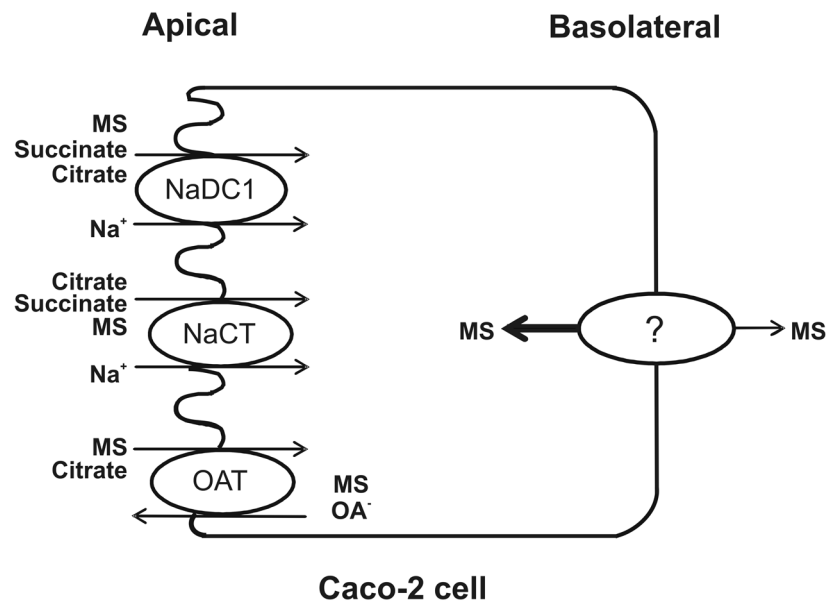 Apical
Basolateral
MS
Succinate
Citrate
NaDC1
Na⁺
Citrate
Succinate
MS
NaCT
Na⁺
MS
?
MS
MS
Citrate
OAT
MS
OA⁻
Caco-2 cell